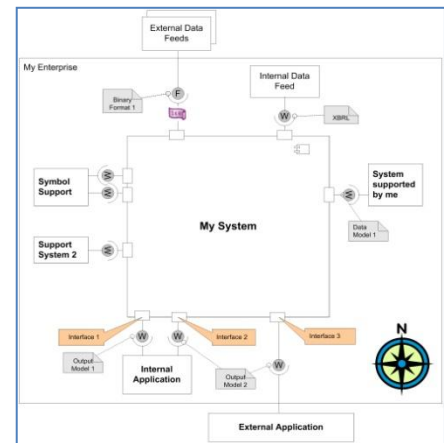 External Data
Feeds
My Enterprise
Internal Data
Feed
Binary
Format 1
F
W
XBRL
Symbol
Support
W
W
System
supported
by me
W
My System
Support
System 2
W
Data
Model 1
Interface 1
Interface 2
Interface 3
W
W
Output
Model 1
Internal
Application
Output
Model 2
W
N
External Application